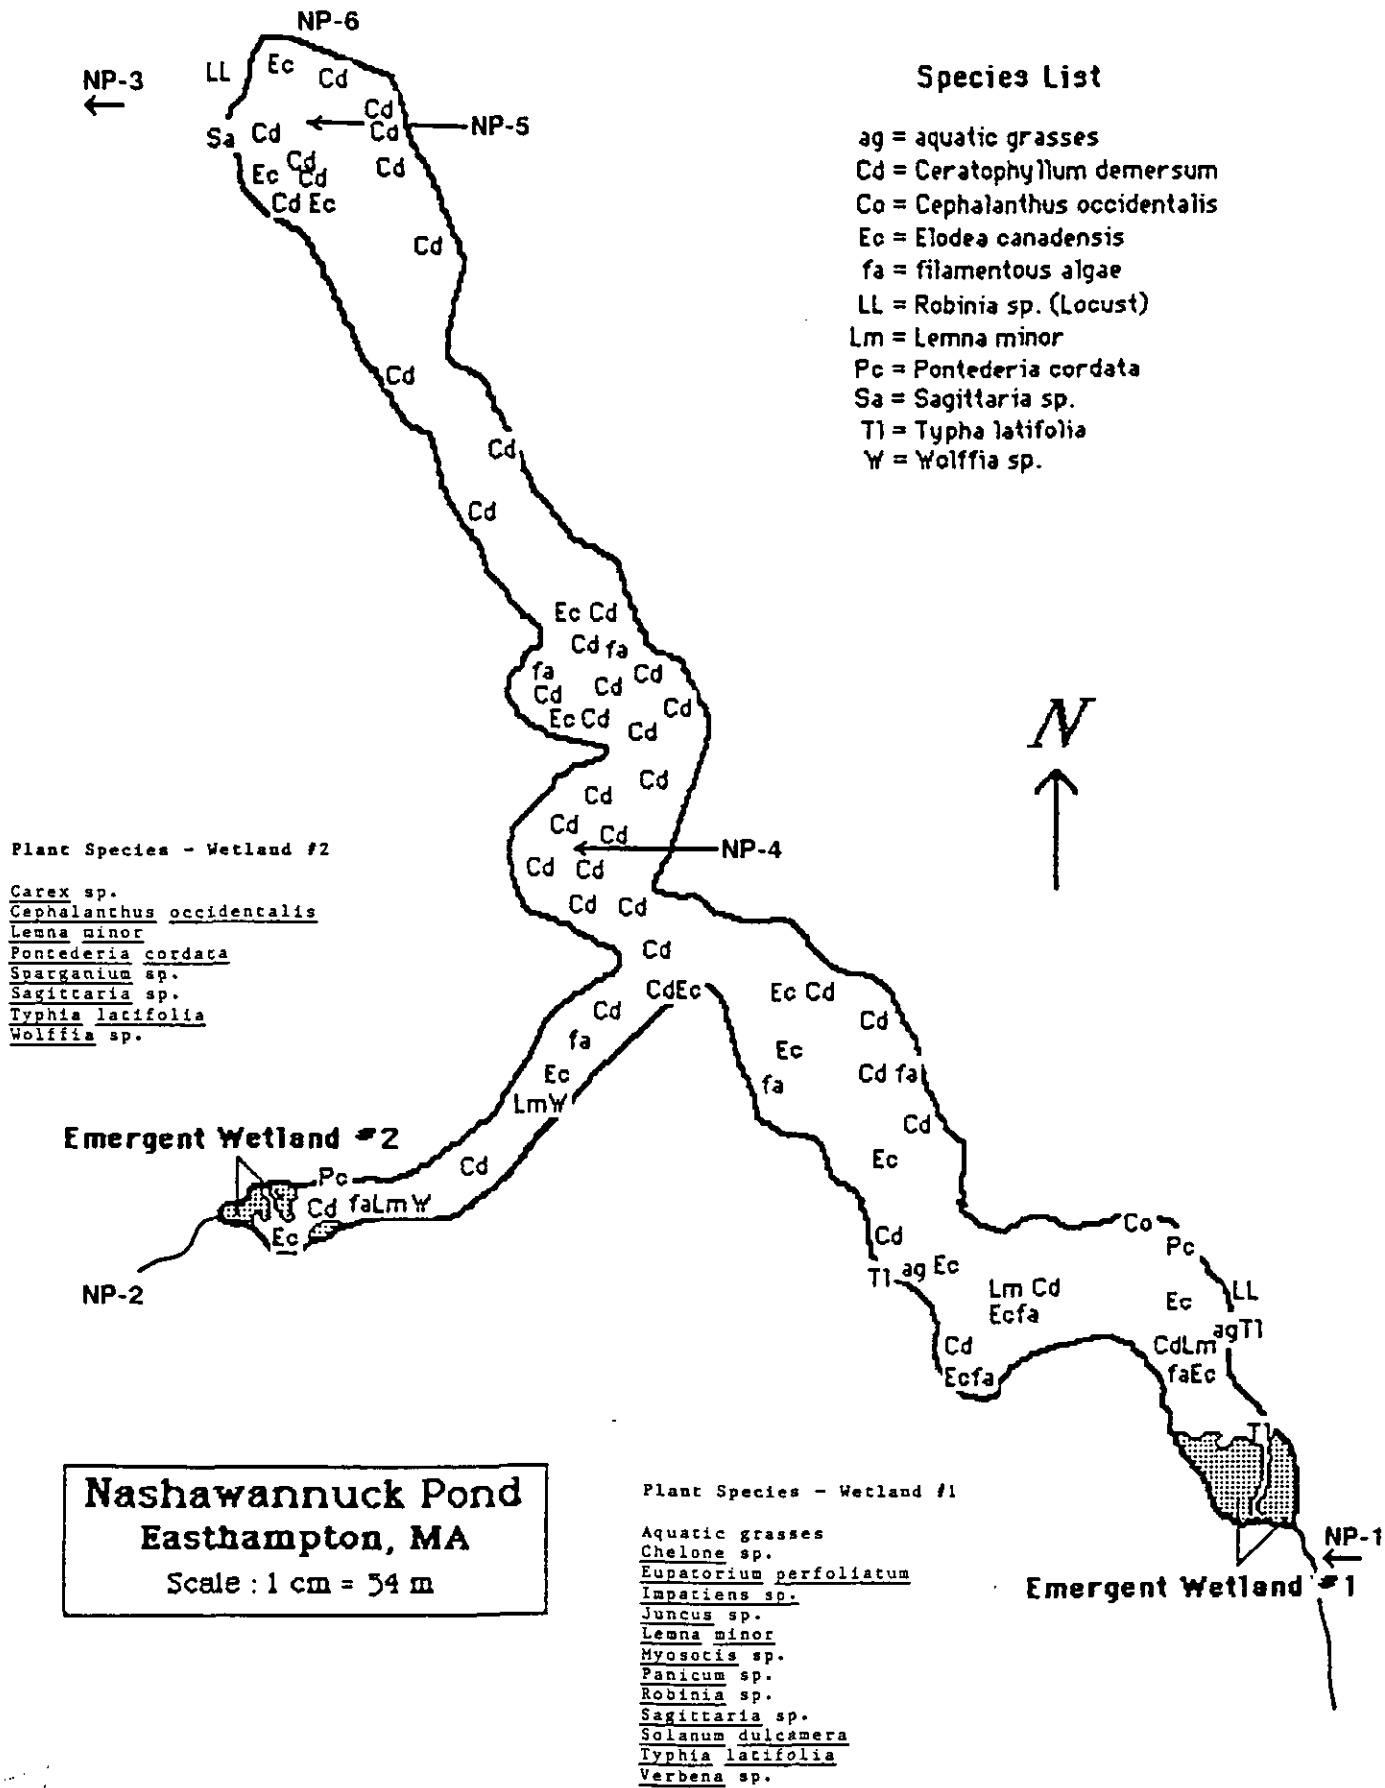 NP-6
NP-3
LL
Ec
Cd
Cd
Cd
NP-5
Sa
Cd
Cd
Ec
Cd
Cd
Cd Ec
Cd
Cd
Cd
Cd
Species List
ag = aquatic grasses
Cd = Ceratophyllum demersum
Co = Cephalanthus occidentalis
Ec = Elodea canadensis
fa = filamentous algae
LL = Robinia sp. (Locust)
Lm = Lemna minor
Pc = Pontederia cordata
Sa = Sagittaria sp.
Tl = Typha latifolia
W = Wolffia sp.
Ec Cd
Cd fa
fa
Cd
Cd
Cd
Cd
Ec Cd
Cd
Cd
Cd
Cd
Cd
NP-4
Cd
Cd
Cd
Cd
Cd
CdEc
Cd
fa
Ec
LmW
Cd
N
Plant Species - Wetland #2
Carex sp.
Cephalanthus occidentalis
Lemna minor
Pontederia cordata
Sparganium sp.
Sagittaria sp.
Typhia latifolia
Wolffia sp.
Emergent Wetland #2
Pc
Cd
faLmW
Ec
NP-2
Ec Cd
Cd
Ec
fa
Cd fa
Cd
Ec
Cd
Tl ag Ec
Lm Cd
Ecfa
Cd
Ecfa
Co
Pc
LL
Ec
agTl
CdLm
faEc
Tl
NP-1
Emergent Wetland #1
Nashawannuck Pond
Easthampton, MA
Scale : 1 cm = 54 m
Plant Species - Wetland #1
Aquatic grasses
Chelone sp.
Eupatorium perfoliatum
Impatiens sp.
Juncus sp.
Lemna minor
Myosotis sp.
Panicum sp.
Robinia sp.
Sagittaria sp.
Solanum dulcamera
Typhia latifolia
Verbena sp.